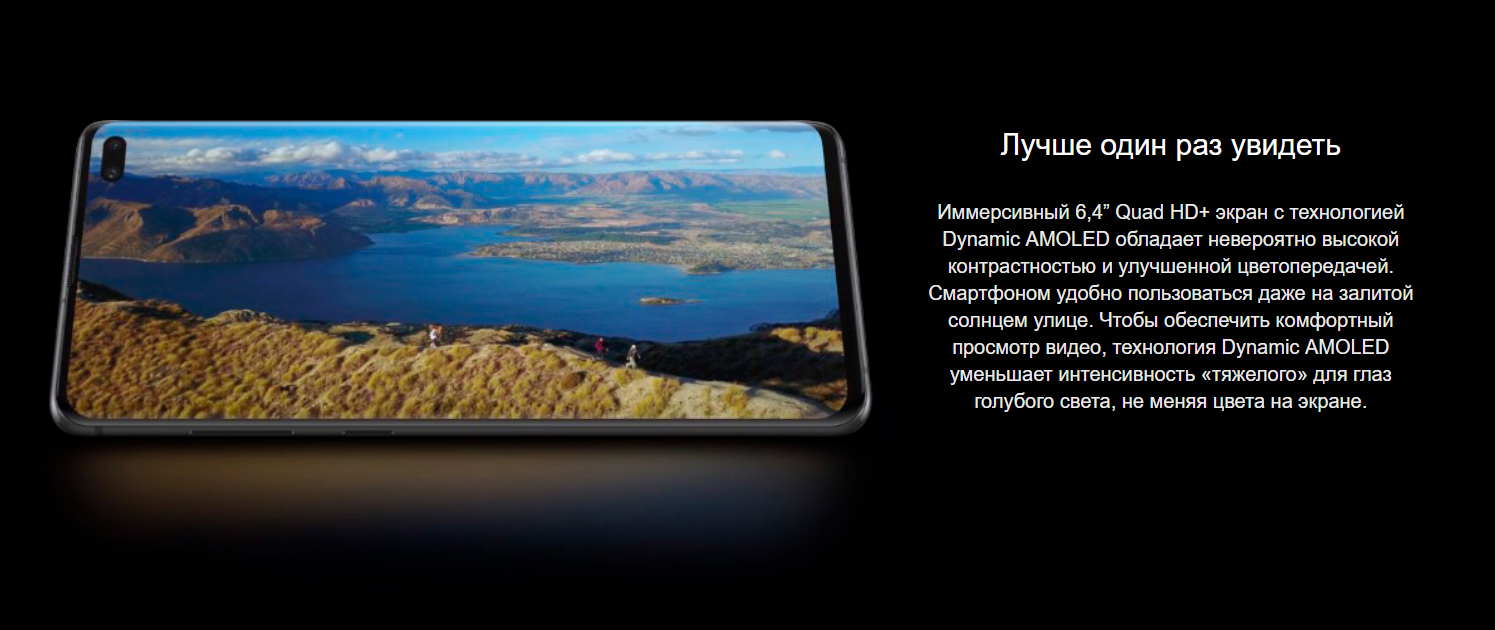 Лучше один раз увидеть
Иммерсивный 6,4” Quad HD+ экран с технологией
Dynamic AMOLED обладает невероятно высокой
контрастностью и улучшенной цветопередачей.
Смартфоном удобно пользоваться даже на залитой
солнцем улице. Чтобы обеспечить комфортный
просмотр видео, технология Dynamic AMOLED
уменьшает интенсивность «тяжелого» для глаз
голубого света, не меняя цвета на экране.